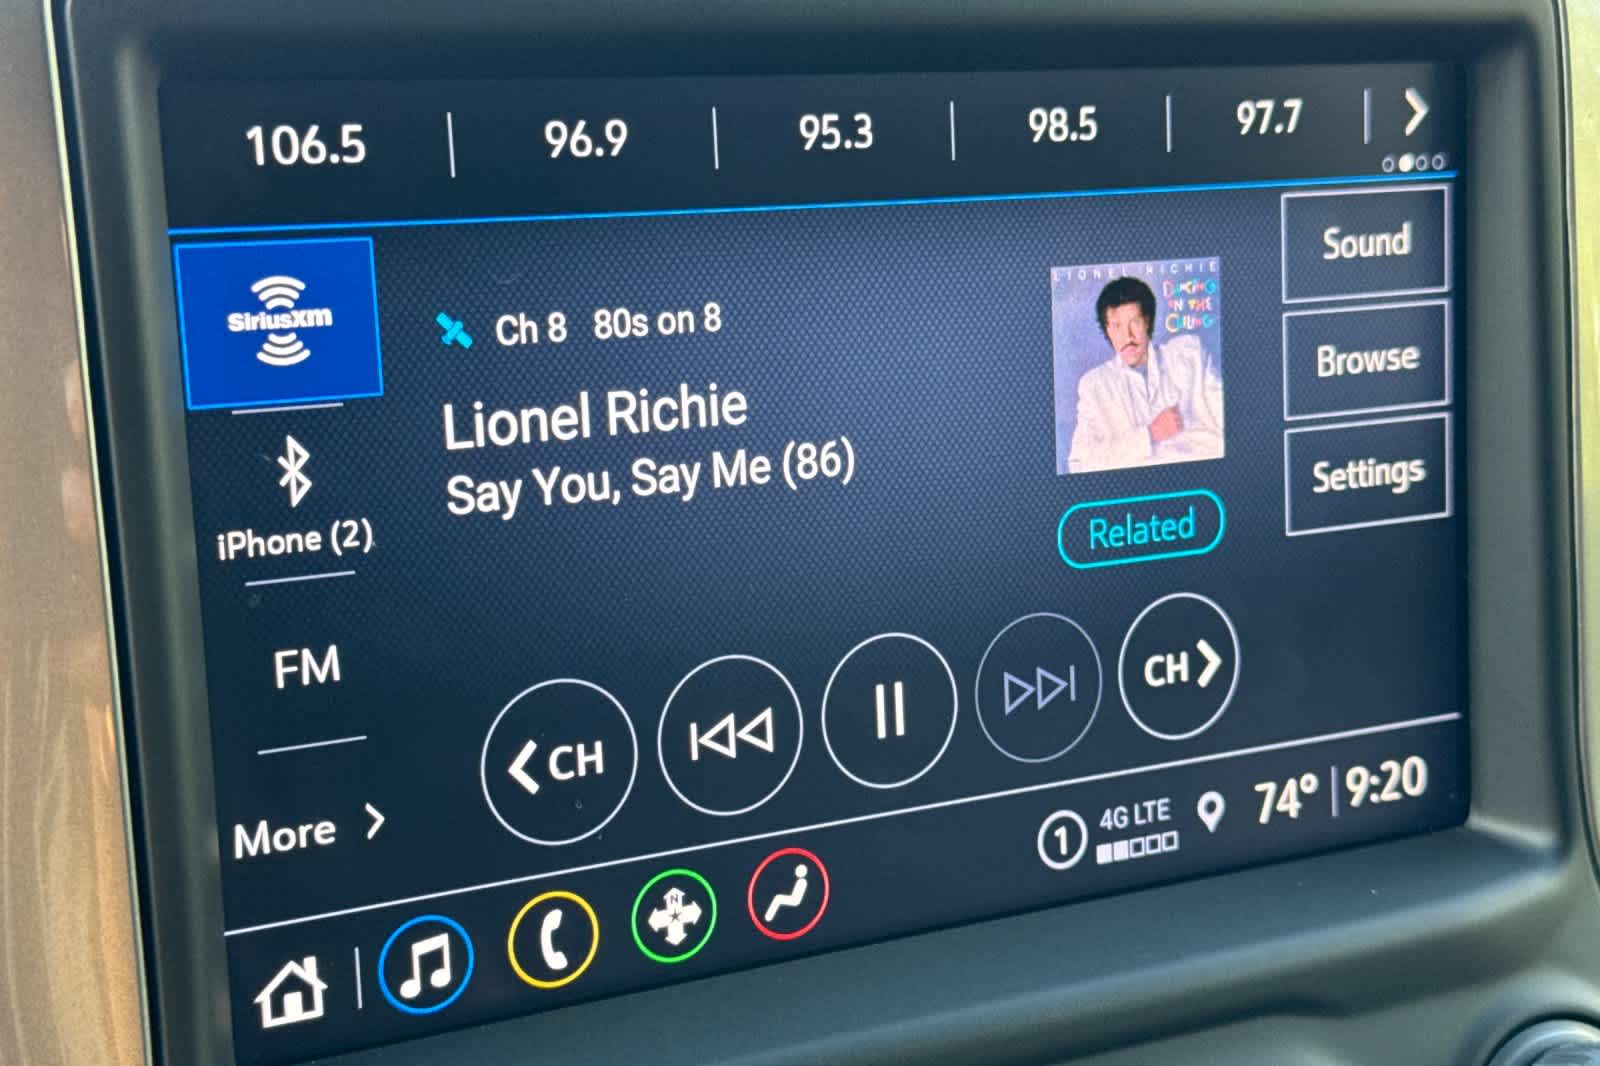 106.5 | 96.9 | 95.3 | 98.5 | 97.7
SiriusXM
Ch 8 80s on 8
Lionel Richie
Say You, Say Me (86)
LIONEL RICHIE
DANCING
ON THE
CEILING
Related
Sound
Browse
Settings
iPhone (2)
FM
More
CH
CH
1 4G LTE 74° | 9:20
N